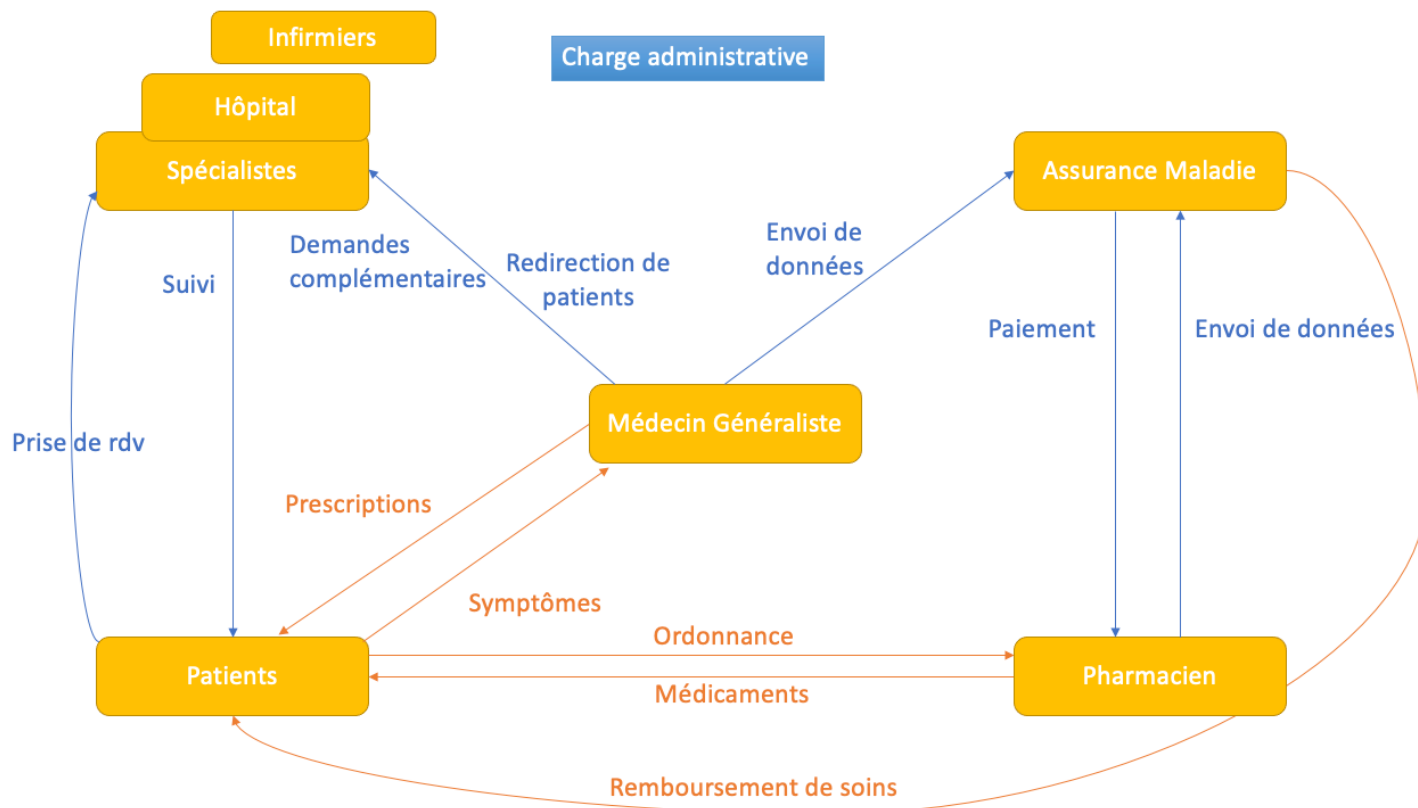 Infirmiers
Charge administrative
Hôpital
Spécialistes
Assurance Maladie
Demandes
complémentaires
Redirection de
patients
Envoi de
données
Suivi
Paiement
Envoi de données
Médecin Généraliste
Prise de rdv
Prescriptions
Symptômes
Ordonnance
Patients
Médicaments
Pharmacien
Remboursement de soins